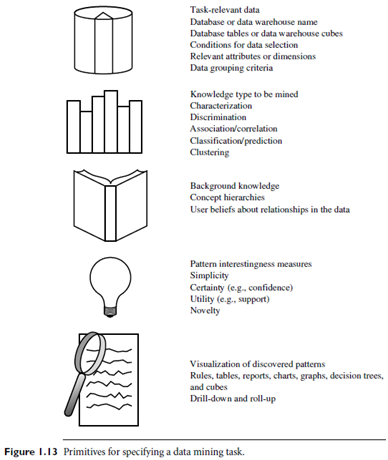 Task-relevant data
Database or data warehouse name
Database tables or data warehouse cubes
Conditions for data selection
Relevant attributes or dimensions
Data grouping criteria
Knowledge type to be mined
Characterization
Discrimination
Association/correlation
Classification/prediction
Clustering
Background knowledge
Concept hierarchies
User beliefs about relationships in the data
Pattern interestingness measures
Simplicity
Certainty (e.g., confidence)
Utility (e.g., support)
Novelty
Visualization of discovered patterns
Rules, tables, reports, charts, graphs, decision trees,
and cubes
Drill-down and roll-up
Figure 1.13 Primitives for specifying a data mining task.